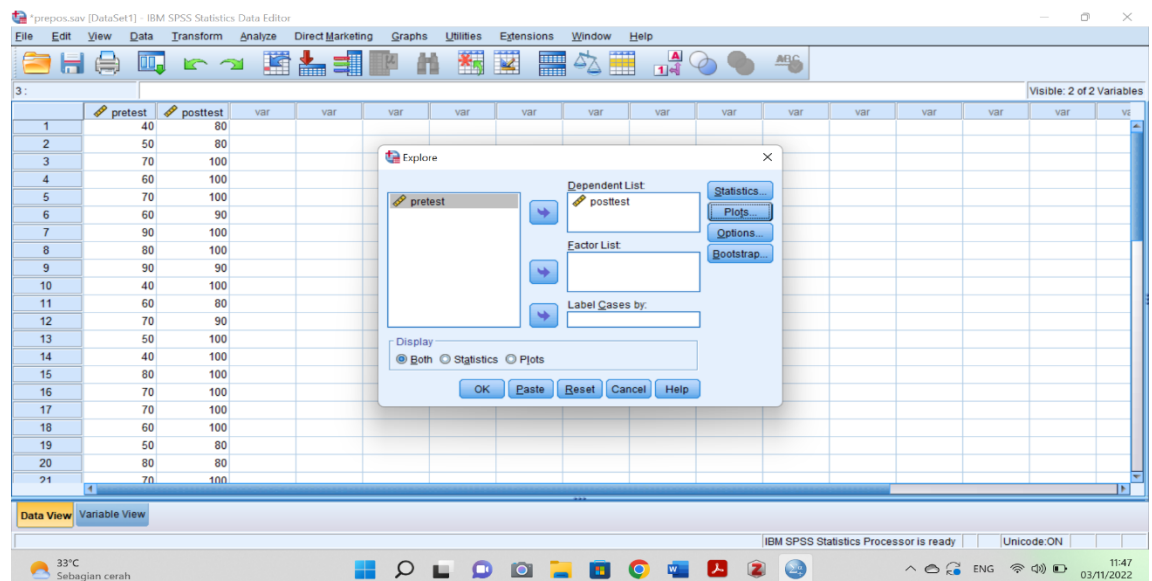 *prepos.sav [DataSet1] - IBM SPSS Statistics Data Editor
File Edit View Data Transform Analyze Direct Marketing Graphs Utilities Extensions Window Help
3 :
Visible: 2 of 2 Variables
pretest posttest var var var var var var var var var var var var var va
1 40 80
2 50 80
3 70 100
4 60 100
5 70 100
6 60 90
7 90 100
8 80 100
9 90 90
10 40 100
11 60 80
12 70 90
13 50 100
14 40 100
15 80 100
16 70 100
17 70 100
18 60 100
19 50 80
20 80 80
21 70 100
Explore
pretest
Dependent List:
posttest
Factor List:
Label Cases by:
Statistics...
Plots...
Options...
Bootstrap...
Display
Both Statistics Plots
OK Paste Reset Cancel Help
Data View Variable View
IBM SPSS Statistics Processor is ready Unicode:ON
33°C
Sebagian cerah
ENG
11:47
03/11/2022